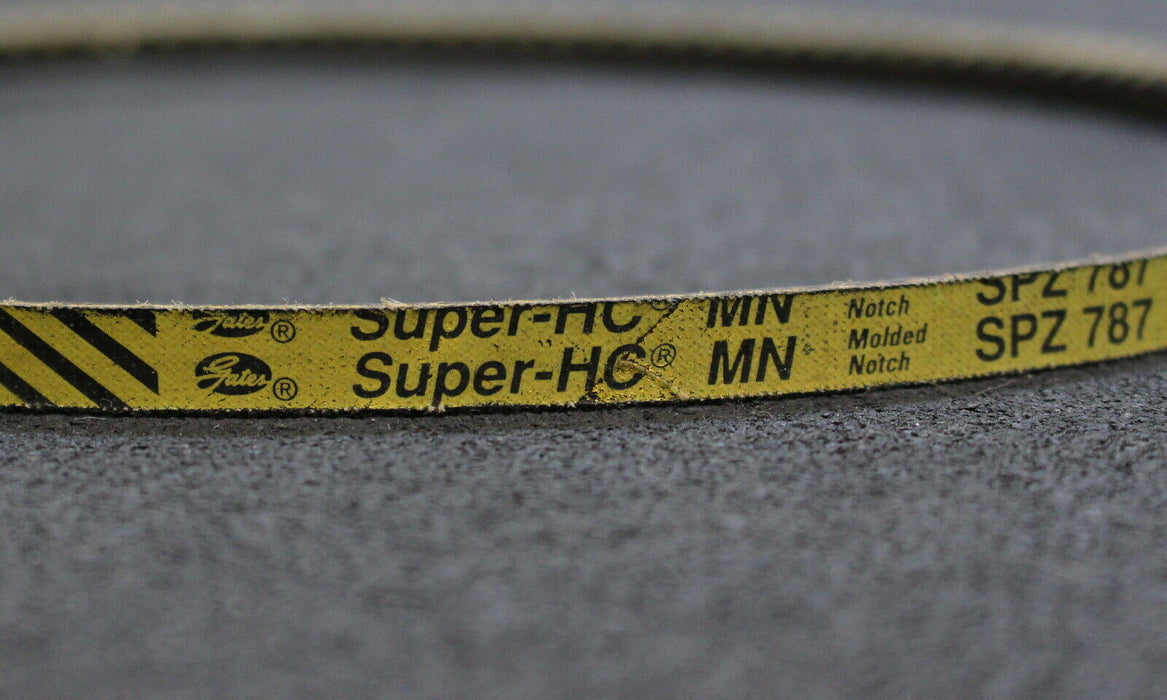 Gates ® Super-HC MN Notch SPZ 787
Gates ® Super-HC ® MN Molded Notch SPZ 787